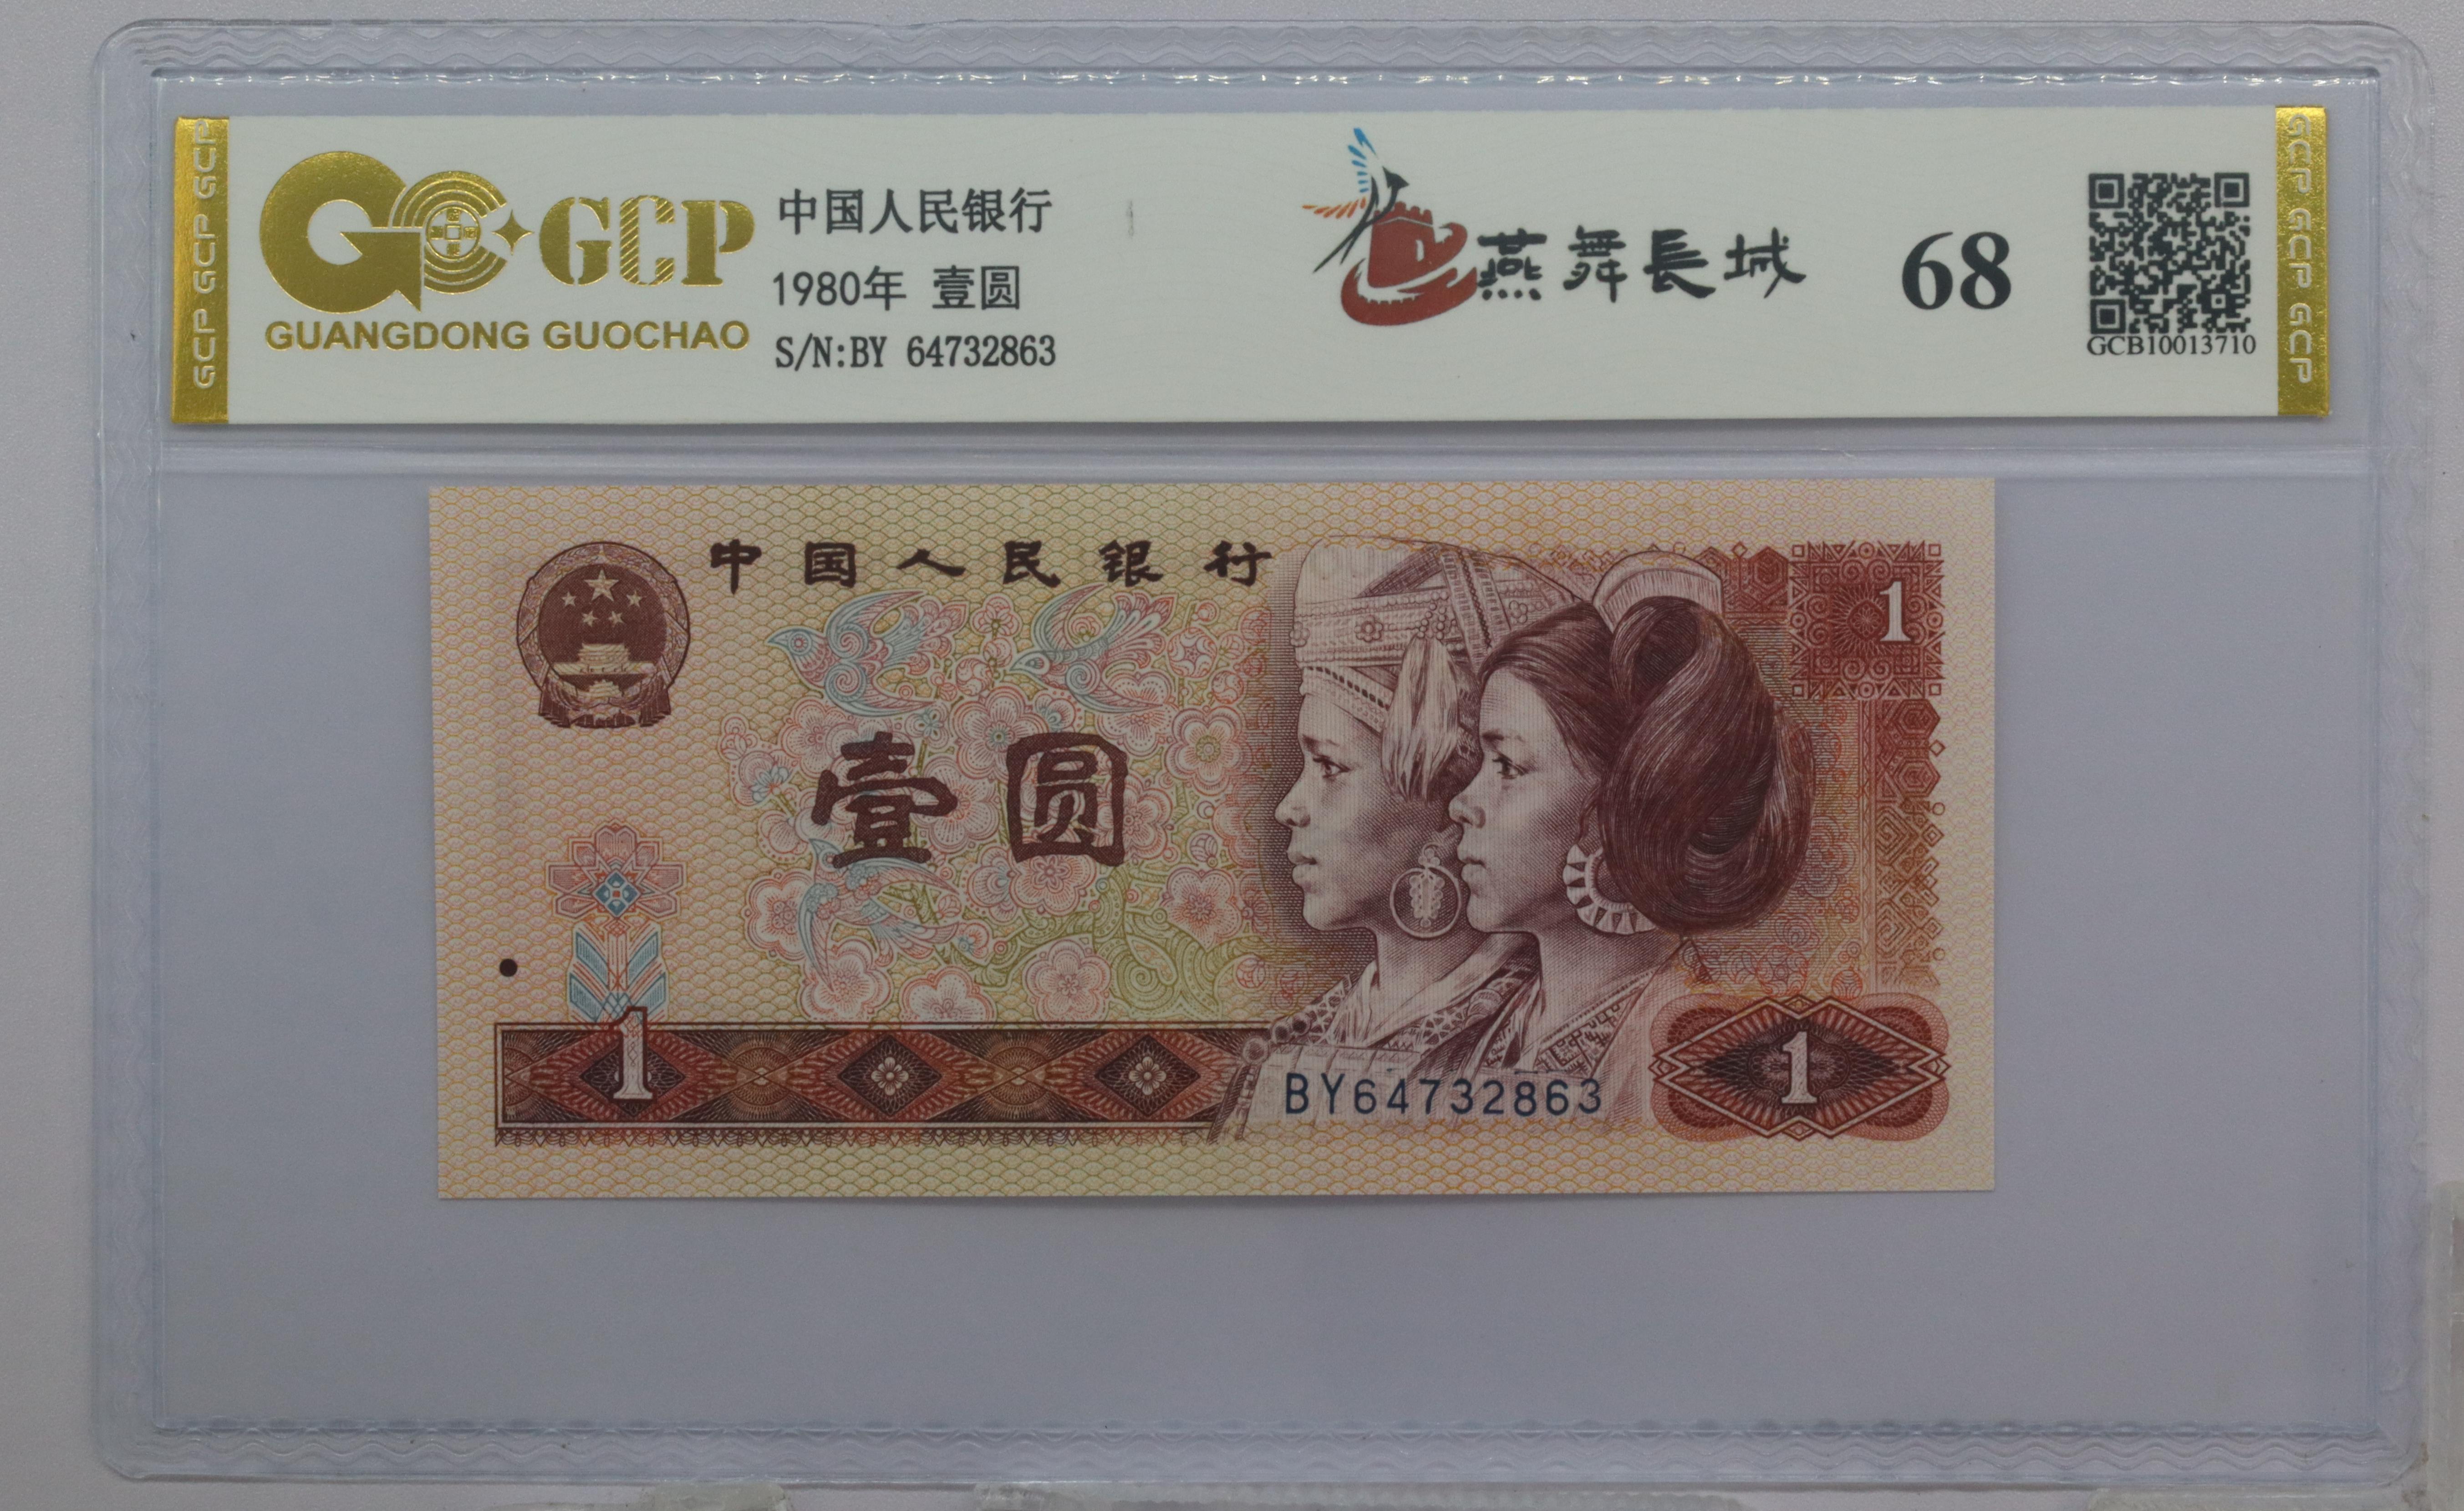 GCP GCP GCP
GCP
GUANGDONG GUOCHAO
中国人民银行
1980年 壹圆
S/N:BY 64732863
燕舞長城
68
GCB10013710
GCP GCP GCP
中国人民银行
1
壹圆
1
BY64732863
1